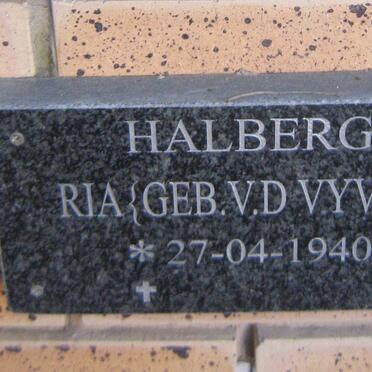 HALBERG
RIA {GEB.V.D VYV
* 27-04-1940